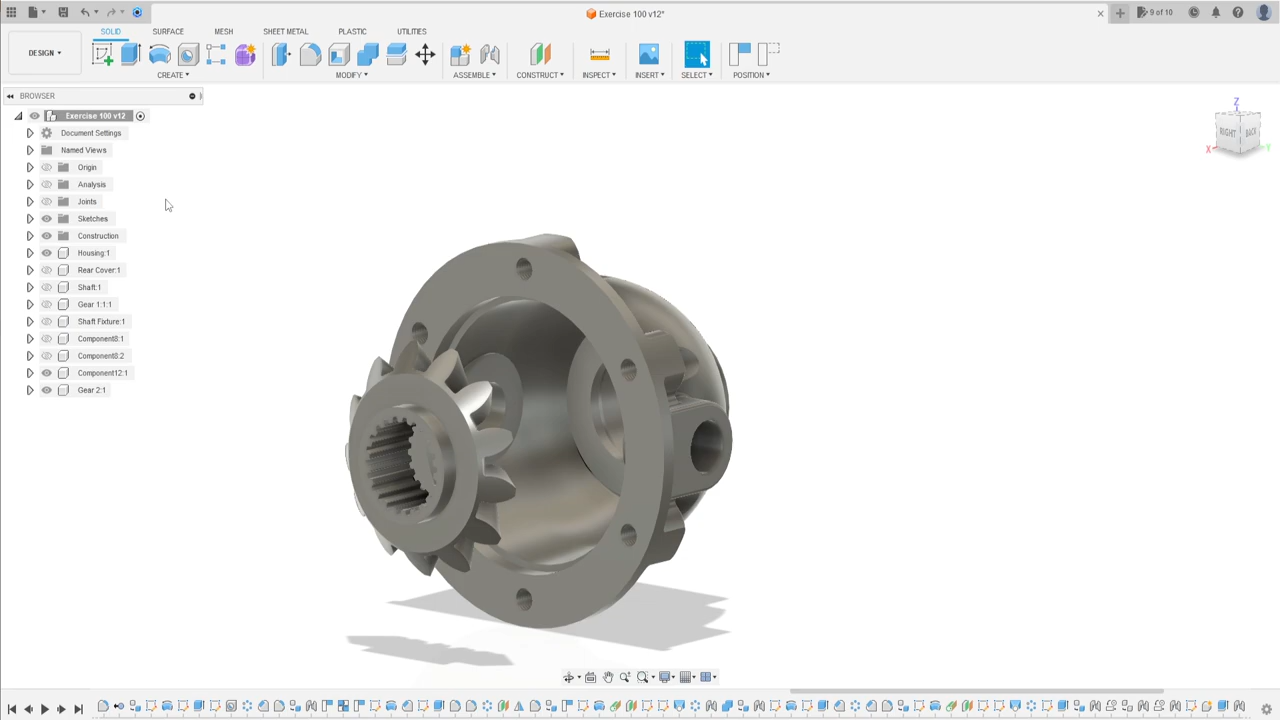 Exercise 100 v12*
9 of 10
DESIGN
SOLID
SURFACE
MESH
SHEET METAL
PLASTIC
UTILITIES
CREATE
MODIFY
ASSEMBLE
CONSTRUCT
INSPECT
INSERT
SELECT
POSITION
BROWSER
Exercise 100 v12
Document Settings
Named Views
Origin
Analysis
Joints
Sketches
Construction
Housing:1
Rear Cover:1
Shaft:1
Gear 1:1:1
Shaft Fixture:1
Component8:1
Component8:2
Component12:1
Gear 2:1
Z
RIGHT
BACK
X
Y